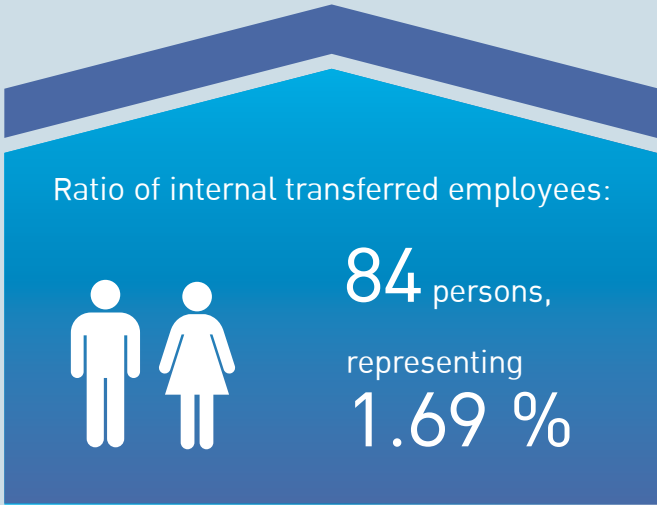 Ratio of internal transferred employees:
84 persons,
representing
1.69 %